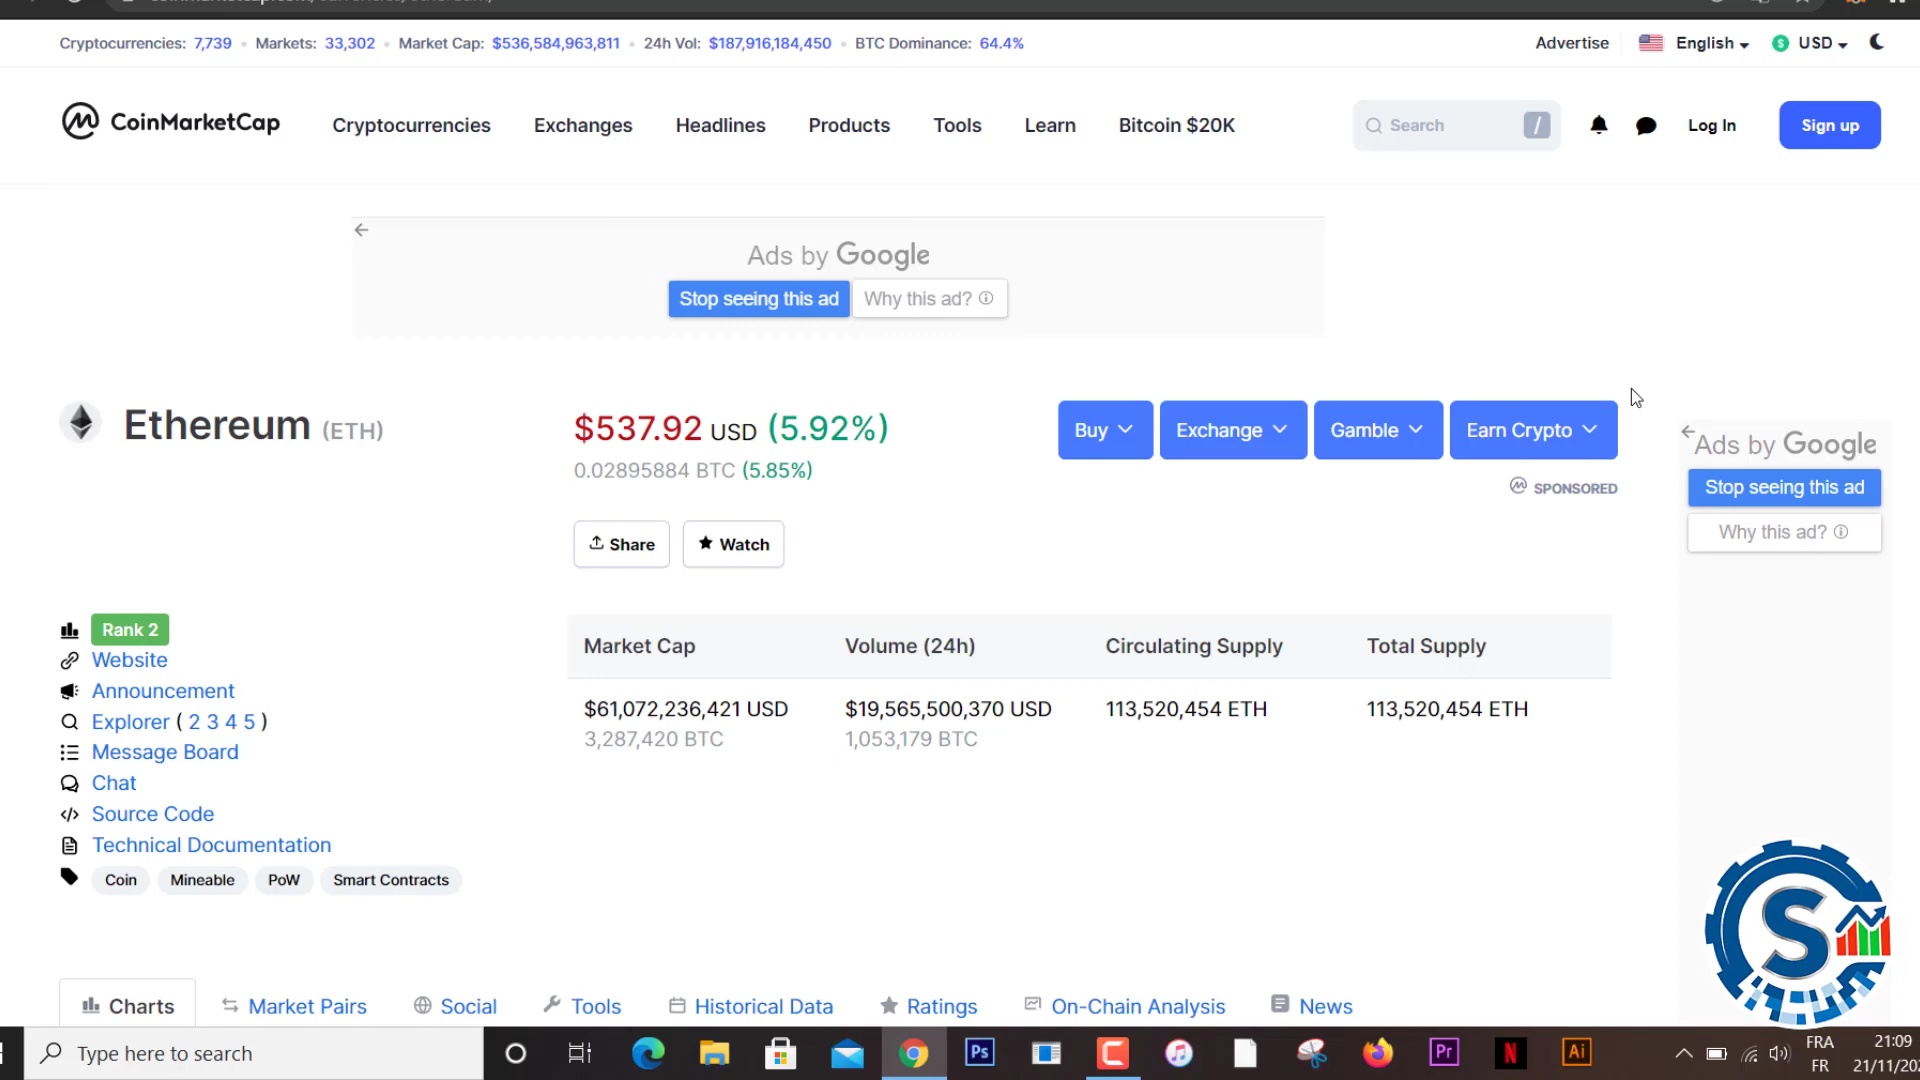 Cryptocurrencies: 7,739 • Markets: 33,302 • Market Cap: $536,584,963,811 • 24h Vol: $187,916,184,450 • BTC Dominance: 64.4%
Advertise English USD
CoinMarketCap Cryptocurrencies Exchanges Headlines Products Tools Learn Bitcoin $20K Search / Log In Sign up
Ads by Google
Stop seeing this ad Why this ad?
Ethereum (ETH)
$537.92 USD (5.92%)
0.02895884 BTC (5.85%)
Buy Exchange Gamble Earn Crypto
SPONSORED
Share Watch
Ads by Google
Stop seeing this ad
Why this ad?
Rank 2
Website
Announcement
Explorer ( 2 3 4 5 )
Message Board
Chat
Source Code
Technical Documentation
Coin Mineable PoW Smart Contracts
Market Cap Volume (24h) Circulating Supply Total Supply
$61,072,236,421 USD $19,565,500,370 USD 113,520,454 ETH 113,520,454 ETH
3,287,420 BTC 1,053,179 BTC
S
Charts Market Pairs Social Tools Historical Data Ratings On-Chain Analysis News
Type here to search
Ps Pr N Ai
FRA
FR
21:09
21/11/202